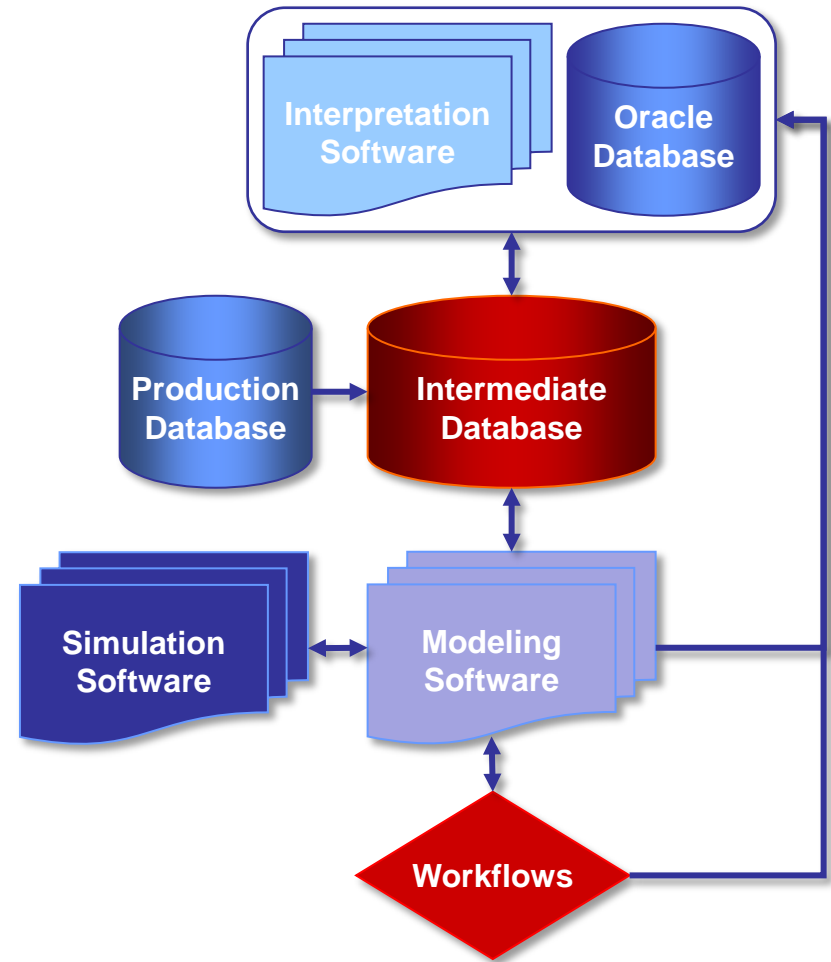 Interpretation
Software
Oracle
Database
Production
Database
Intermediate
Database
Simulation
Software
Modeling
Software
Workflows